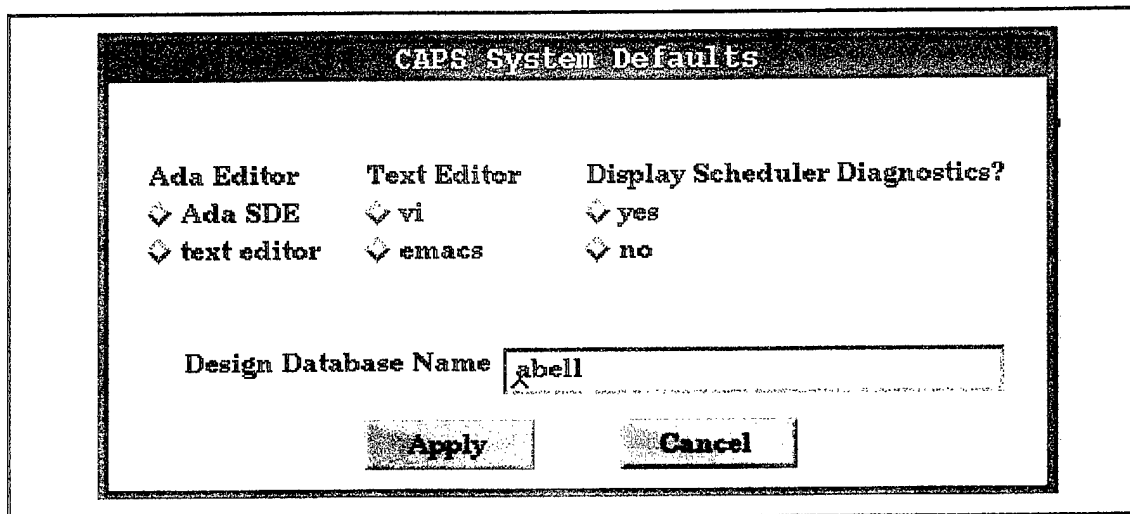 CAPS System Defaults
Ada Editor Text Editor Display Scheduler Diagnostics?
Ada SDE vi yes
text editor emacs no
Design Database Name abell
Apply Cancel